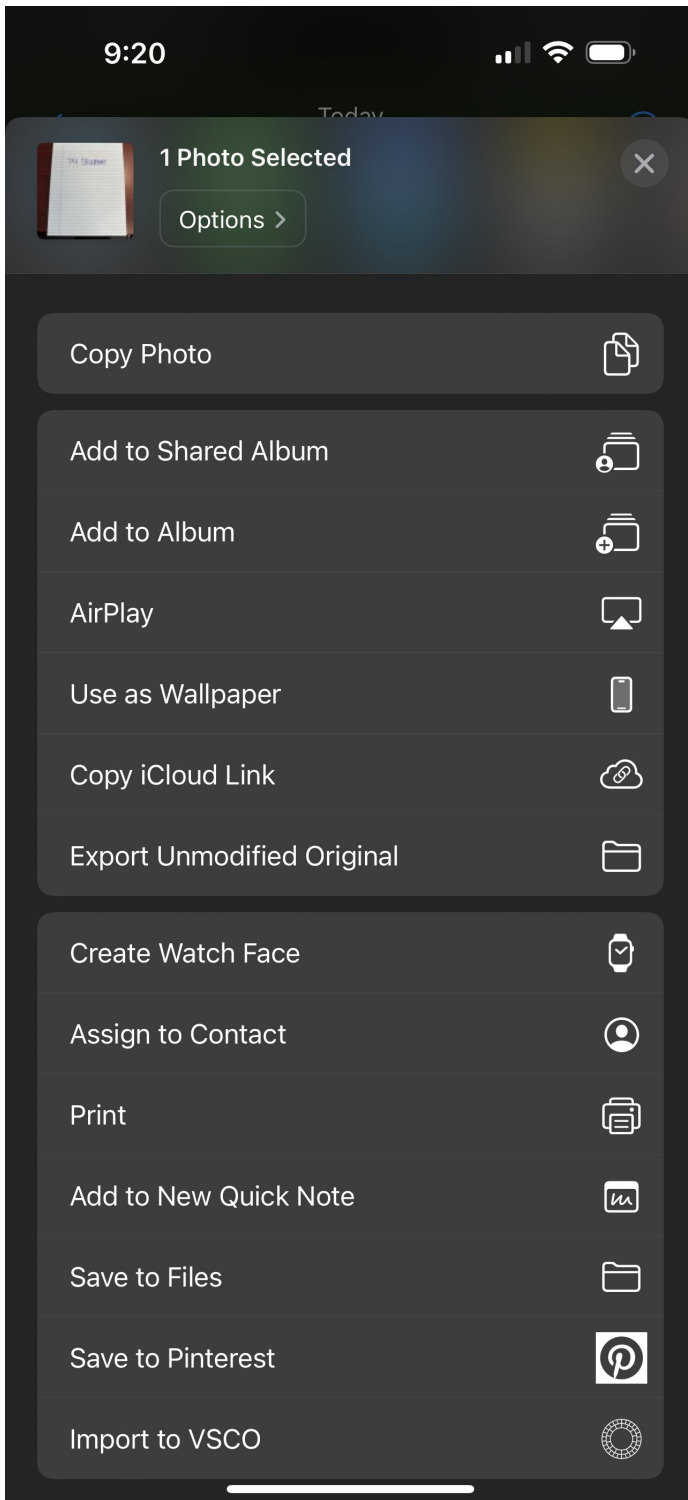 9:20
Today
1 Photo Selected
Options
Copy Photo
Add to Shared Album
Add to Album
AirPlay
Use as Wallpaper
Copy iCloud Link
Export Unmodified Original
Create Watch Face
Assign to Contact
Print
Add to New Quick Note
Save to Files
Save to Pinterest
Import to VSCO